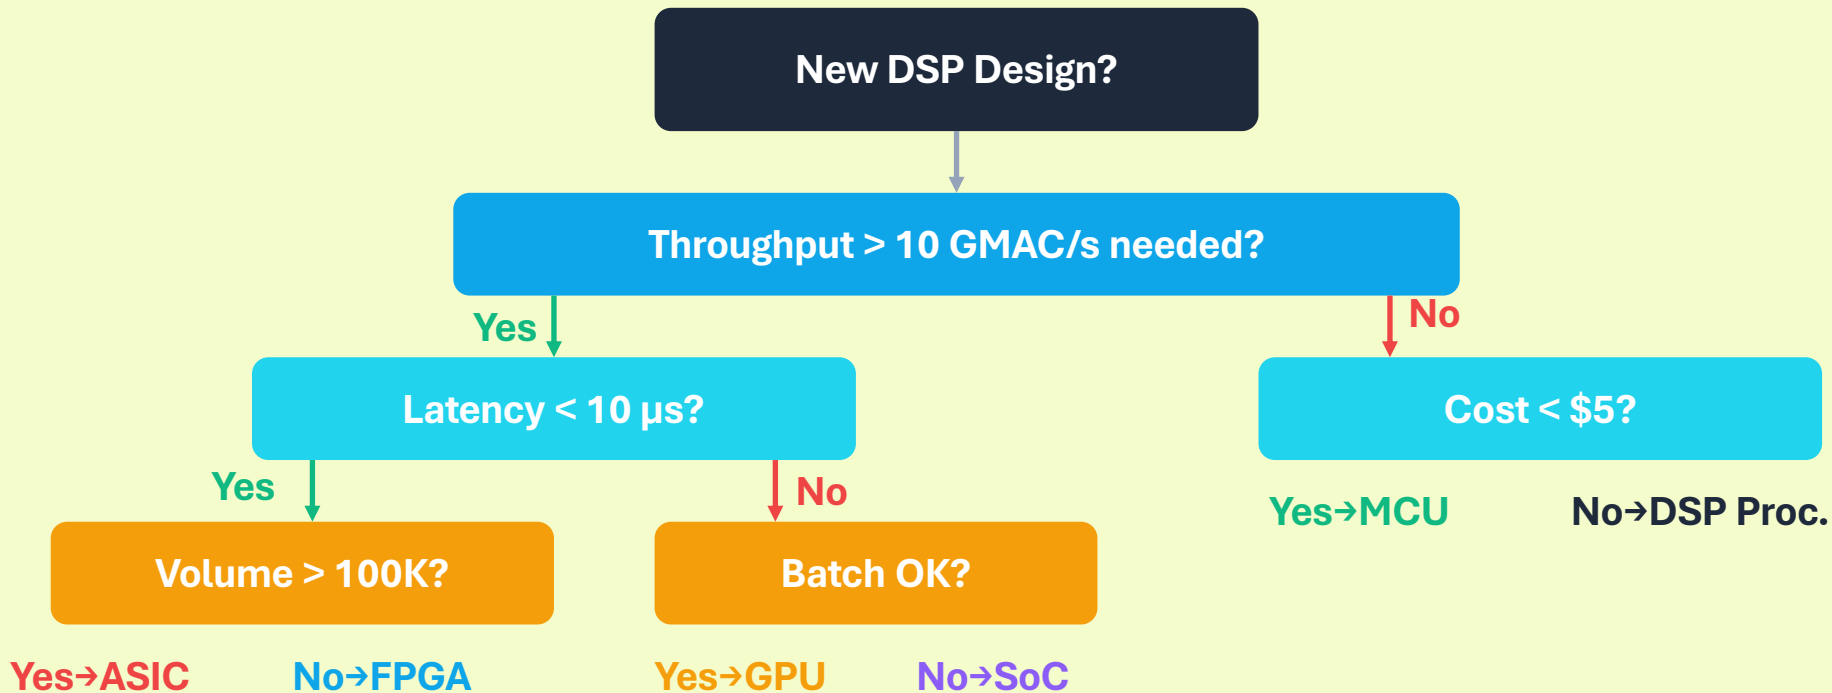 New DSP Design?
Throughput > 10 GMAC/s needed?
Yes
No
Latency < 10 µs?
Cost < $5?
Yes
No
Yes→MCU
No→DSP Proc.
Volume > 100K?
Batch OK?
Yes→ASIC
No→FPGA
Yes→GPU
No→SoC